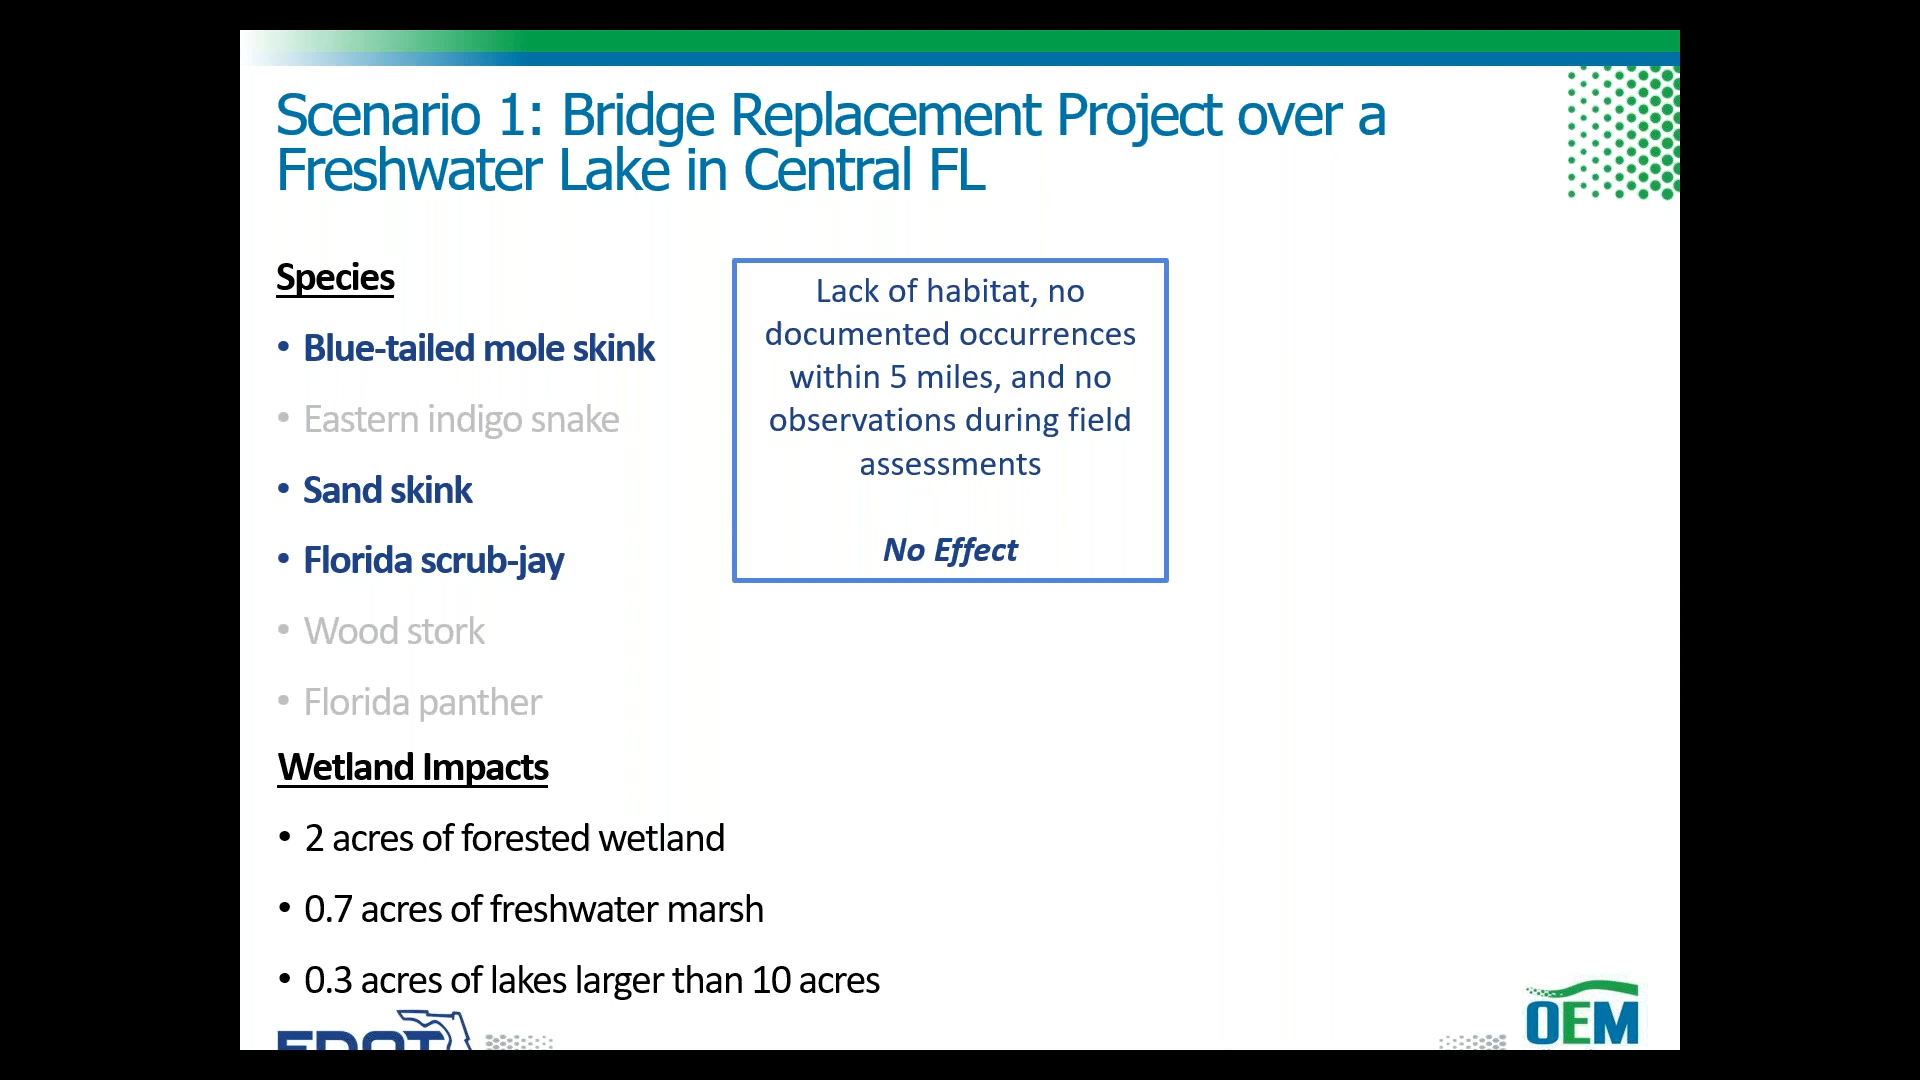 Scenario 1: Bridge Replacement Project over a
Freshwater Lake in Central FL
Species
• Blue-tailed mole skink
• Eastern indigo snake
• Sand skink
• Florida scrub-jay
• Wood stork
• Florida panther
Lack of habitat, no
documented occurrences
within 5 miles, and no
observations during field
assessments
No Effect
Wetland Impacts
• 2 acres of forested wetland
• 0.7 acres of freshwater marsh
• 0.3 acres of lakes larger than 10 acres
FDOT
OEM